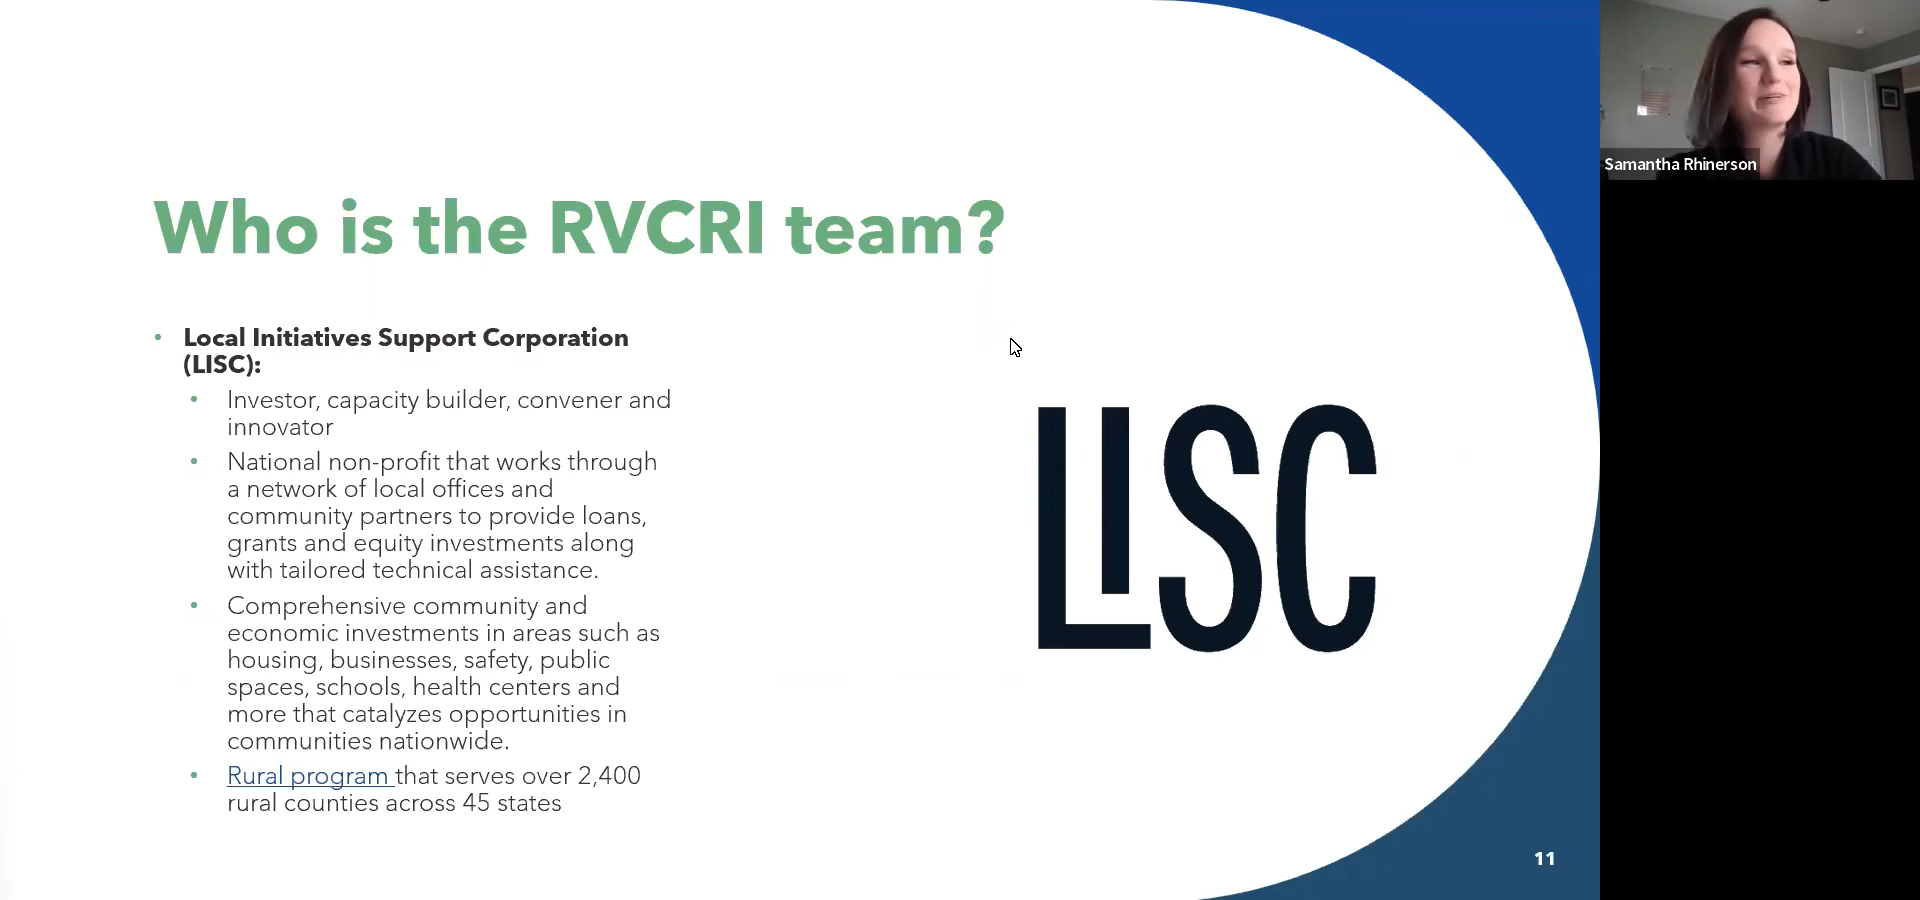 Who is the RVCRI team?
• Local Initiatives Support Corporation
(LISC):
• Investor, capacity builder, convener and
innovator
• National non-profit that works through
a network of local offices and
community partners to provide loans,
grants and equity investments along
with tailored technical assistance.
• Comprehensive community and
economic investments in areas such as
housing, businesses, safety, public
spaces, schools, health centers and
more that catalyzes opportunities in
communities nationwide.
• Rural program that serves over 2,400
rural counties across 45 states
LISC
11
Samantha Rhinerson